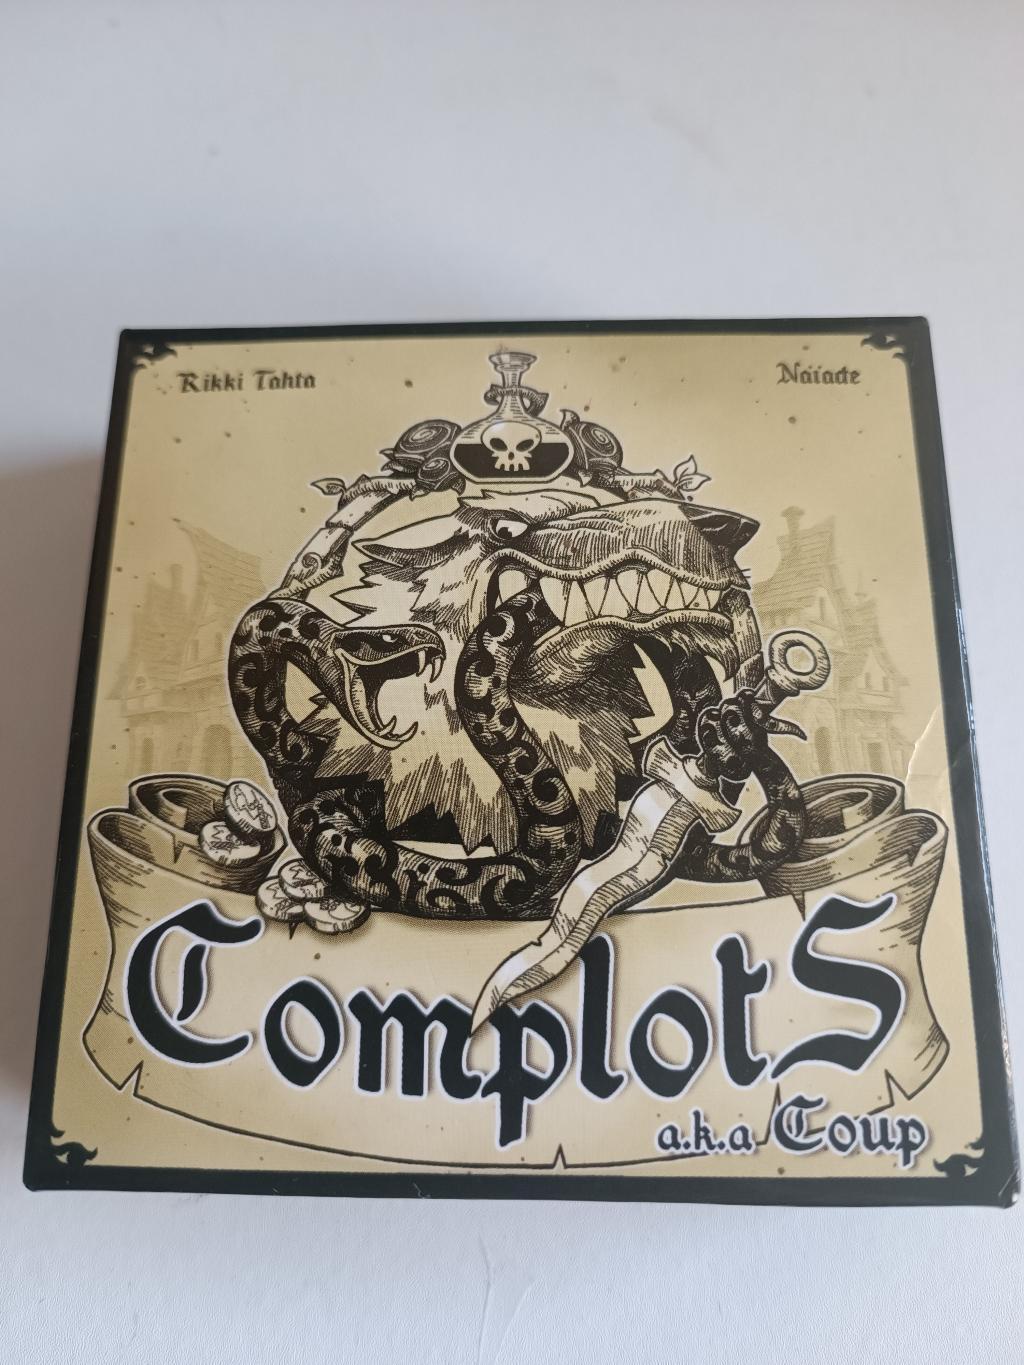 Rikki Tahta
Naïade
Complots
a.k.a Coup